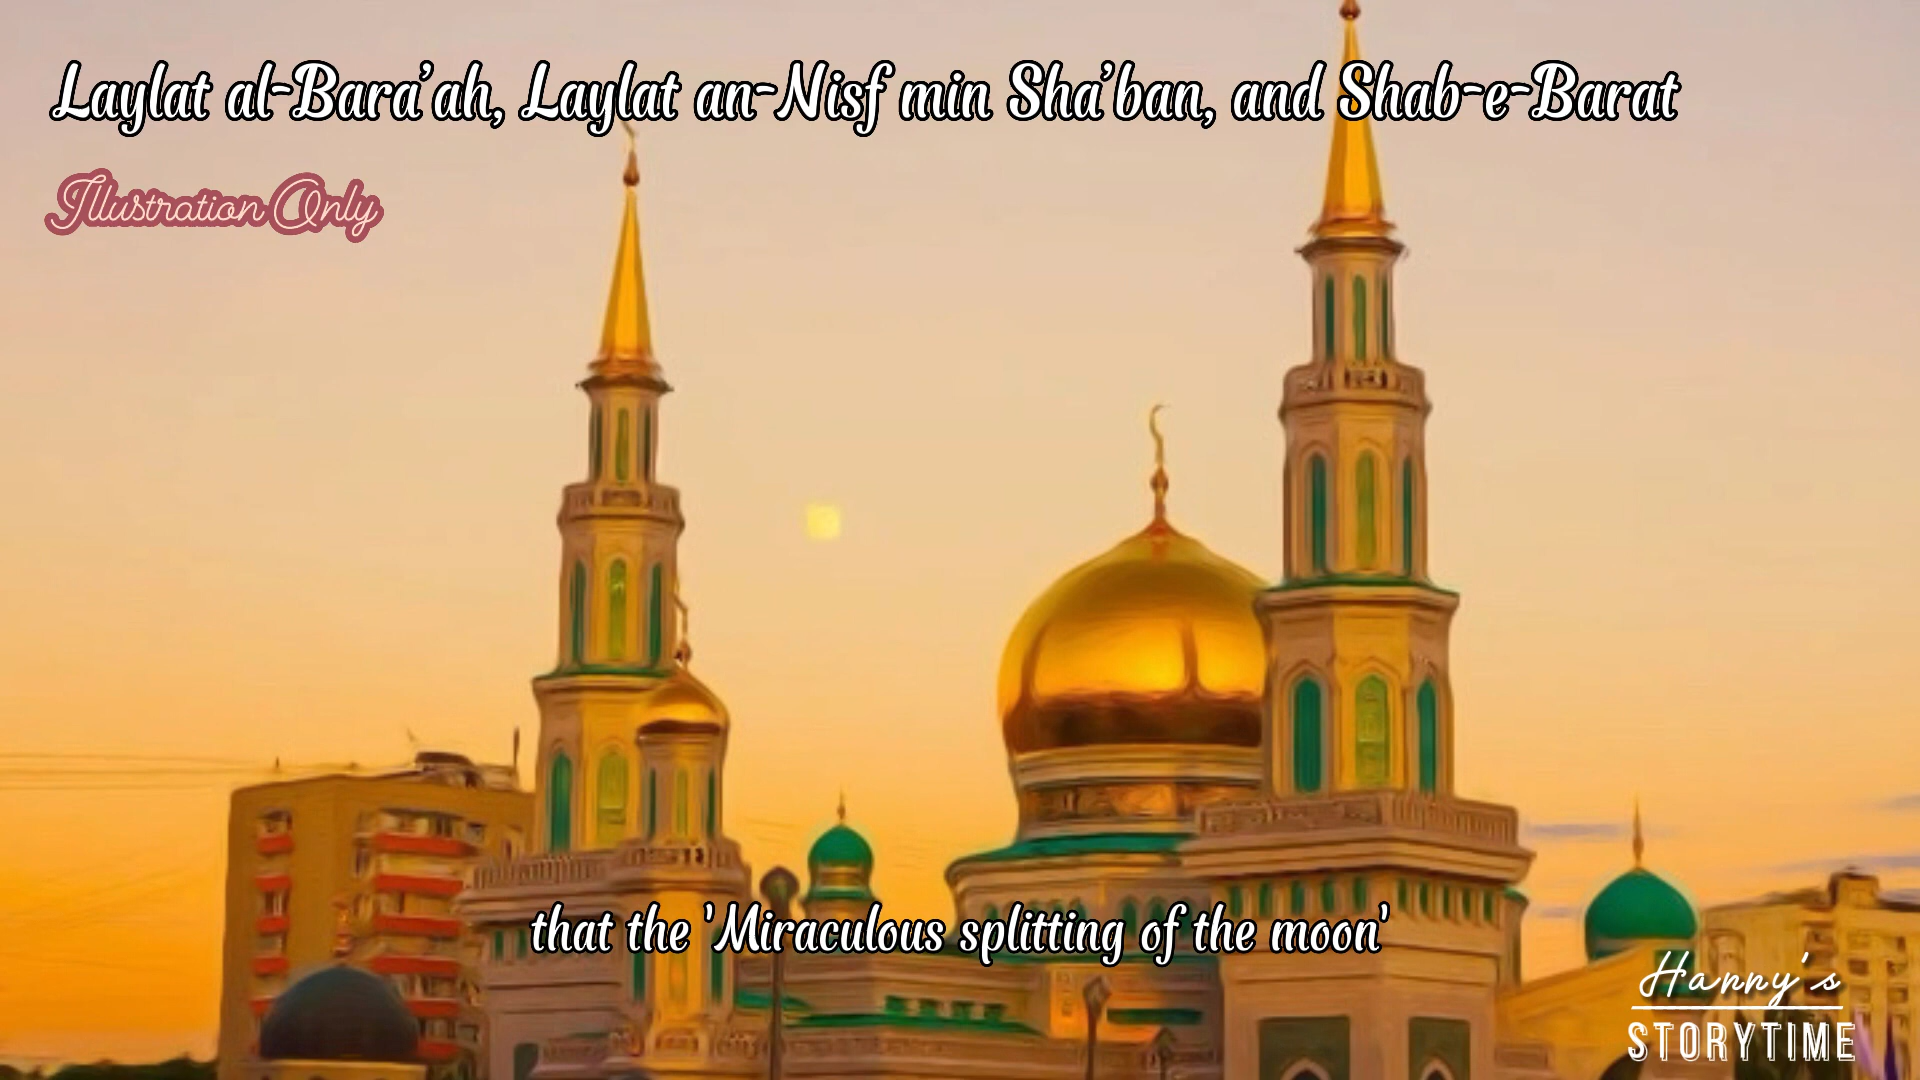 Laylat al-Bara'ah, Laylat an-Nisf min Sha'ban, and Shab-e-Barat
Illustration Only
that the 'Miraculous splitting of the moon'
Hanny's
STORYTIME